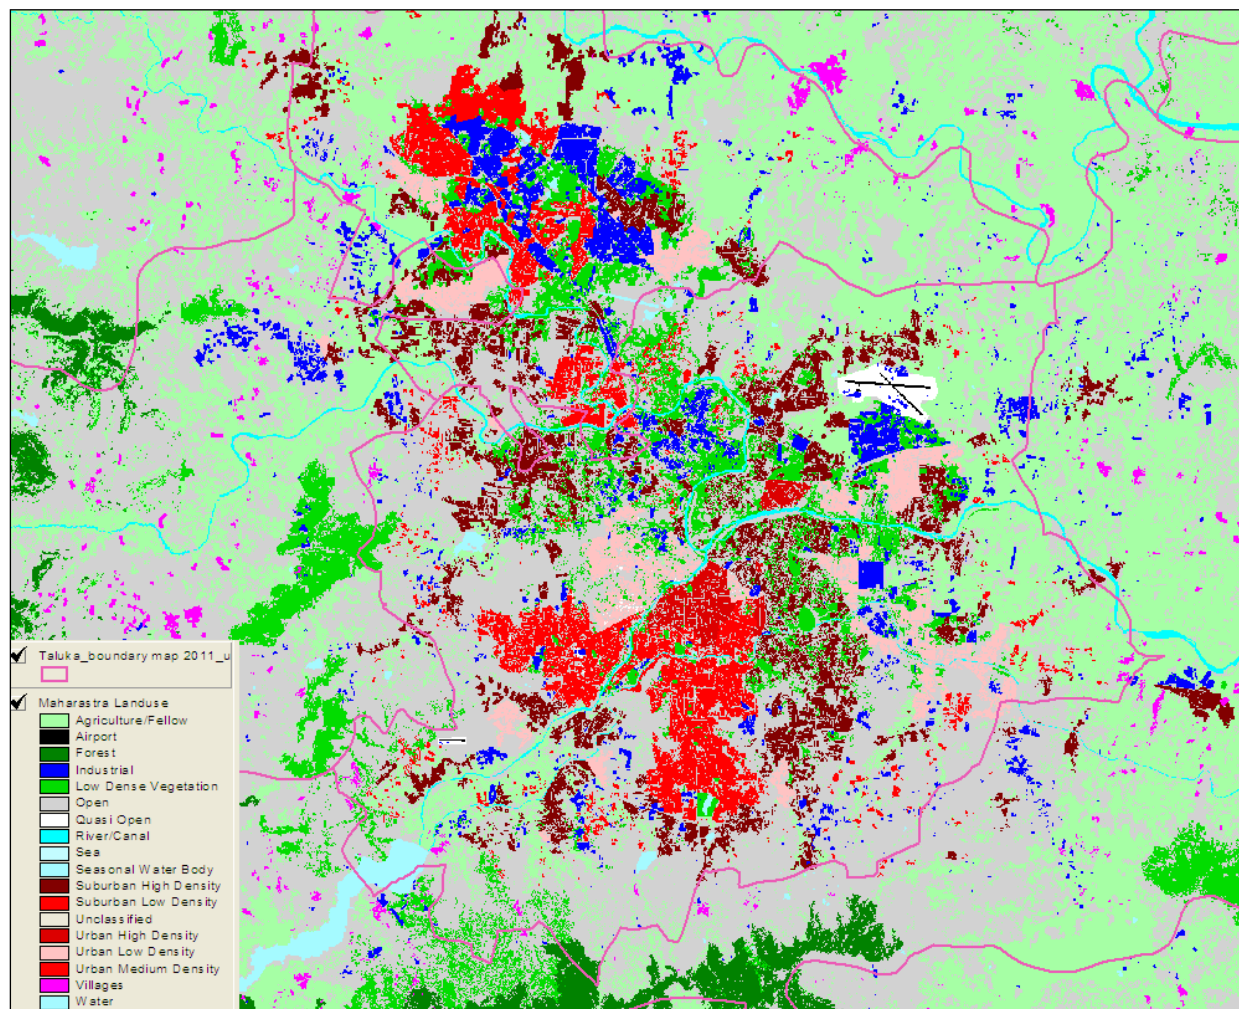 Taluka_boundary map 2011_u
Maharastra Landuse
Agriculture/Fellow
Airport
Forest
Industrial
Low Dense Vegetation
Open
Quasi Open
River/Canal
Sea
Seasonal Water Body
Suburban High Density
Suburban Low Density
Unclassified
Urban High Density
Urban Low Density
Urban Medium Density
Villages
Water